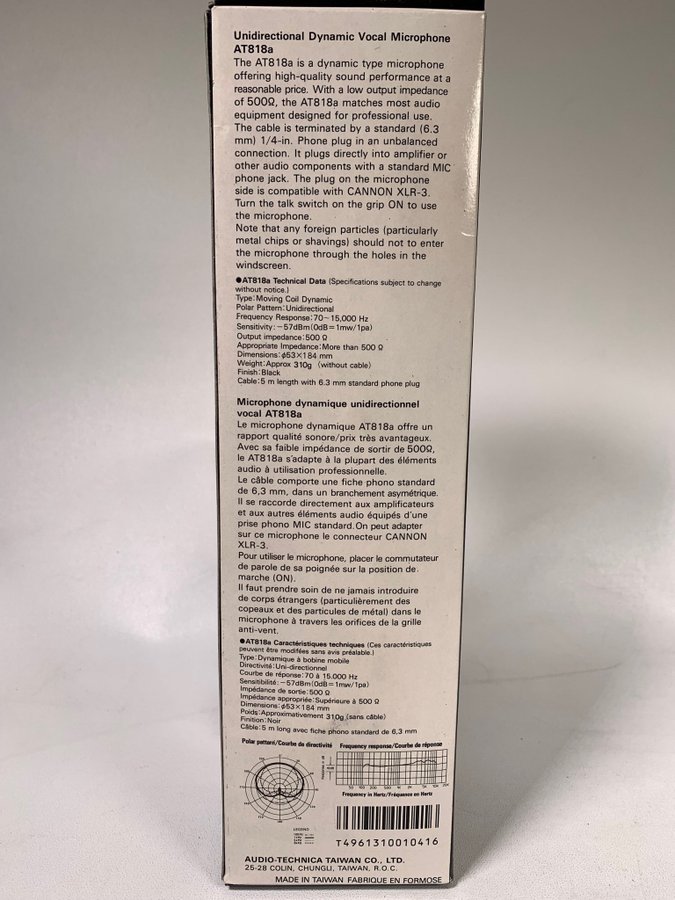 Unidirectional Dynamic Vocal Microphone
AT818a
The AT818a is a dynamic type microphone
offering high-quality sound performance at a
reasonable price. With a low output impedance
of 500Ω, the AT818a matches most audio
equipment designed for professional use.
The cable is terminated by a standard (6.3
mm) 1/4-in. Phone plug in an unbalanced
connection. It plugs directly into amplifier or
other audio components with a standard MIC
phone jack. The plug on the microphone
side is compatible with CANNON XLR-3.
Turn the talk switch on the grip ON to use
the microphone.
Note that any foreign particles (particularly
metal chips or shavings) should not to enter
the microphone through the holes in the
windscreen.
●AT818a Technical Data (Specifications subject to change
without notice.)
Type:Moving Coil Dynamic
Polar Pattern:Unidirectional
Frequency Response:70~15,000 Hz
Sensitivity:−57dBm(0dB=1mw/1pa)
Output impedance:500 Ω
Appropriate Impedance:More than 500 Ω
Dimensions:φ53×184 mm
Weight:Approx 310g (without cable)
Finish:Black
Cable:5 m length with 6.3 mm standard phone plug
Microphone dynamique unidirectionnel
vocal AT818a
Le microphone dynamique AT818a offre un
rapport qualité sonore/prix très avantageux.
Avec sa faible impédance de sortir de 500Ω,
le AT818a s'adapte à la plupart des éléments
audio à utilisation professionnelle.
Le câble comporte une fiche phono standard
de 6,3 mm, dans un branchement asymétrique.
Il se raccorde directement aux amplificateurs
et aux autres éléments audio équipés d'une
prise phono MIC standard. On peut adapter
sur ce microphone le connecteur CANNON
XLR-3.
Pour utiliser le microphone, placer le commutateur
de parole de sa poignée sur la position de
marche (ON).
Il faut prendre soin de ne jamais introduire
de corps étrangers (particulièrement des
copeaux et des particules de métal) dans le
microphone à travers les orifices de la grille
anti-vent.
●AT818a Caractéristiques techniques (Ces caractéristiques
peuvent être modifées sans avis préalable.)
Type:Dynamique à bobine mobile
Directivité:Uni-directionnel
Courbe de réponse:70 à 15.000 Hz
Sensitibilité:−57dBm(0dB=1mw/1pa)
Impédance de sortie:500 Ω
Impédance appropriée:Supérieure à 500 Ω
Dimensions:φ53×184 mm
Poids:Approximativement 310g (sans câble)
Finition:Noir
Câble:5 m long avec fiche phono standard de 6,3 mm
Polar pattern/Courbe de directivité Frequency response/Courbe de réponse
Frequency in Hertz/Fréquence en Hertz
LEGEND
T4961310010416
AUDIO-TECHNICA TAIWAN CO., LTD.
25-28 COLIN, CHUNGLI, TAIWAN, R.O.C.
MADE IN TAIWAN FABRIQUE EN FORMOSE